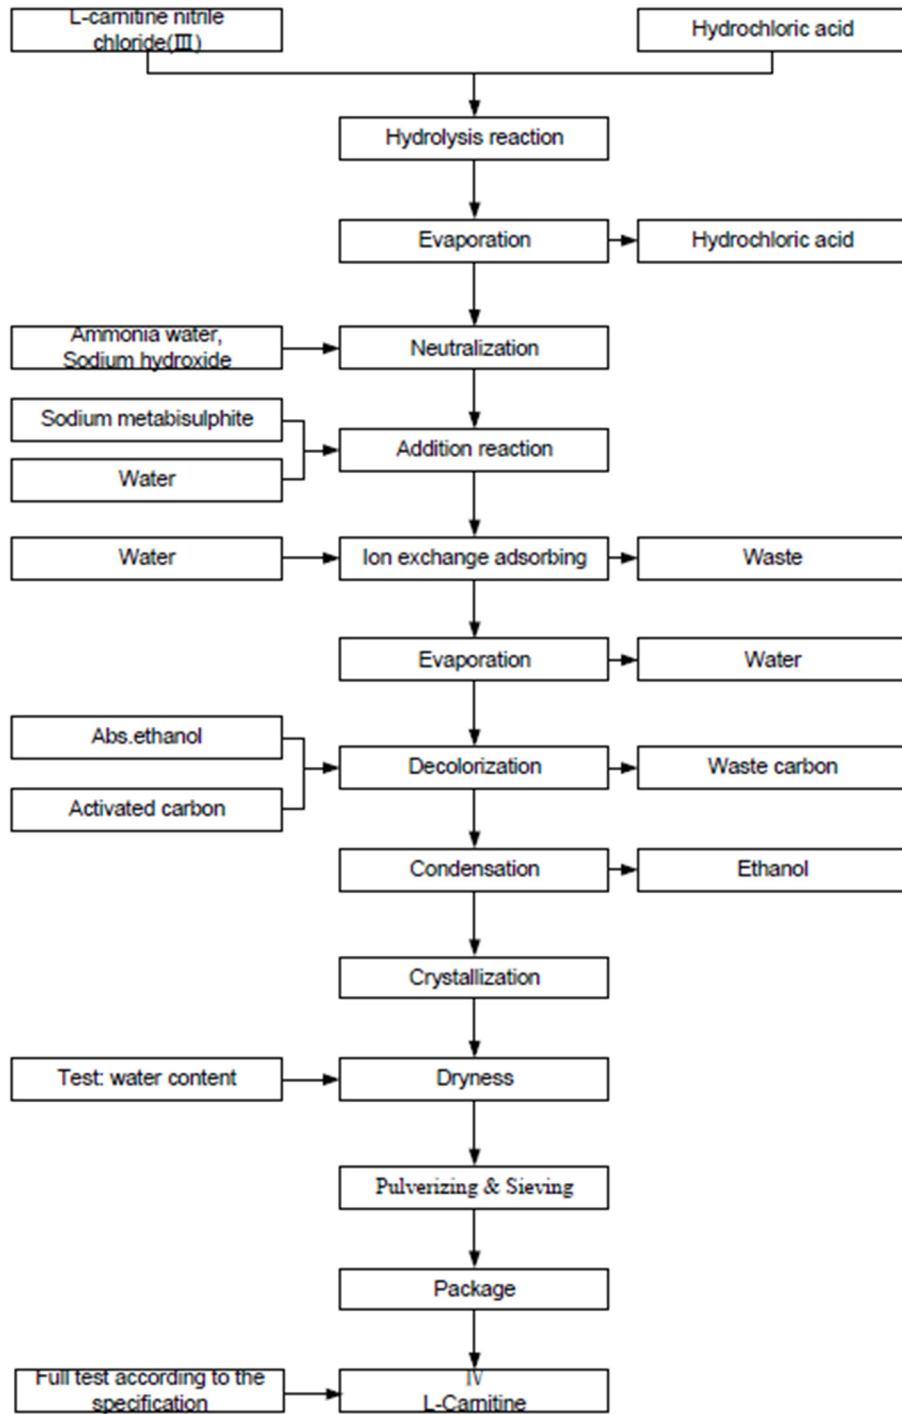 L-carnitine nitrile
chloride(Ⅲ)
Hydrochloric acid
Hydrolysis reaction
Evaporation
Hydrochloric acid
Ammonia water,
Sodium hydroxide
Neutralization
Sodium metabisulphite
Water
Addition reaction
Water
Ion exchange adsorbing
Waste
Evaporation
Water
Abs.ethanol
Activated carbon
Decolorization
Waste carbon
Condensation
Ethanol
Crystallization
Test: water content
Dryness
Pulverizing & Sieving
Package
Full test according to the
specification
IV
L-Carnitine